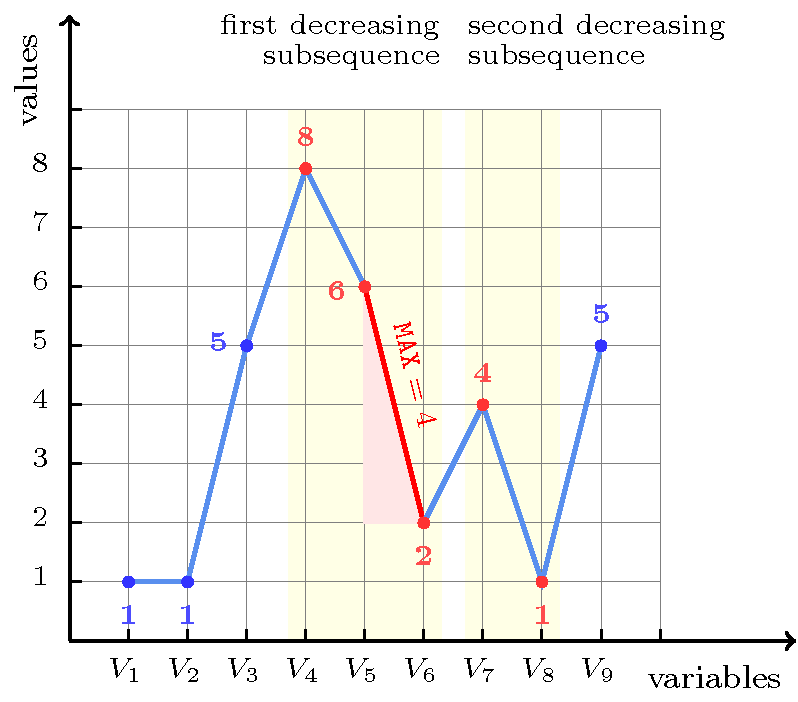 first decreasing
subsequence
second decreasing
subsequence
values
8
7
6
5
4
3
2
1
8
6
5
MAX = 4
4
5
2
1
1
1
V₁ V₂ V₃ V₄ V₅ V₆ V₇ V₈ V₉
variables